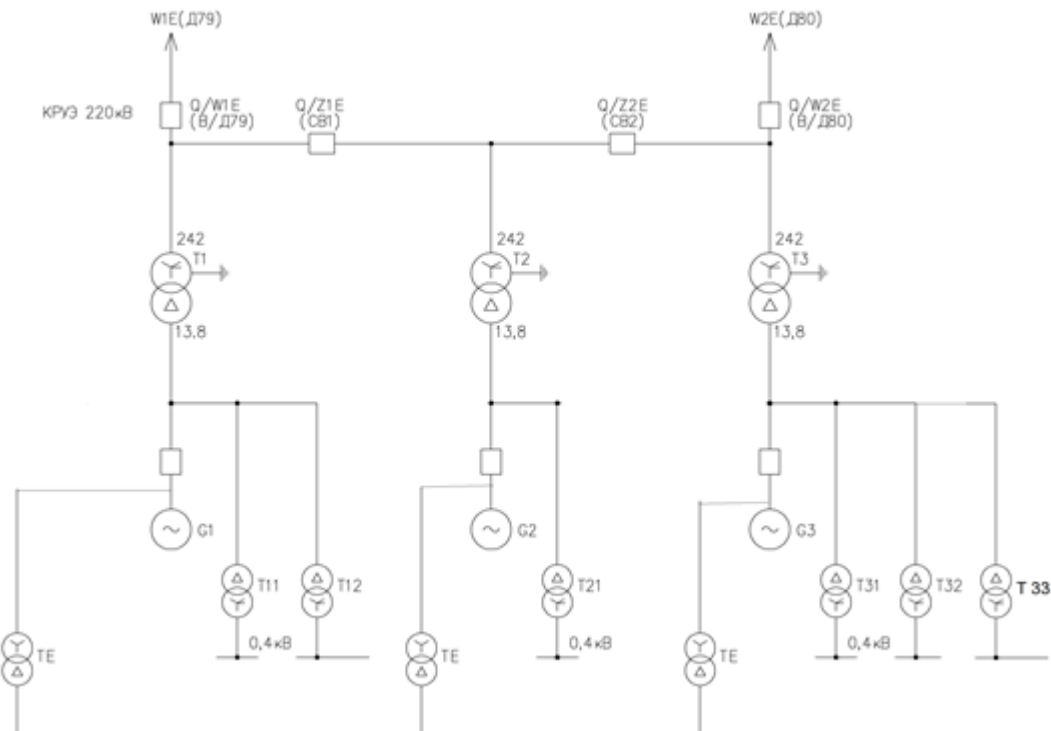 W1E(Д79)
W2E(Д80)
КРУЭ 220кВ
Q/W1E
(В/Д79)
Q/Z1E
(СВ1)
Q/Z2E
(СВ2)
Q/W2E
(В/Д80)
242
T1
13,8
242
T2
13,8
242
T3
13,8
G1
G2
G3
T11
T12
T21
T31
T32
T 33
0,4кВ
0,4кВ
0,4кВ
TE
TE
TE